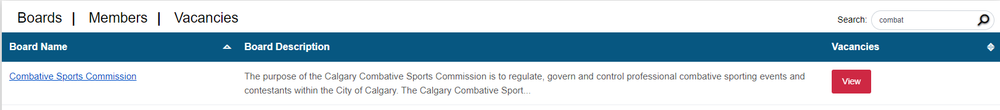 Boards | Members | Vacancies
Search: combat
Board Name Board Description Vacancies
Combative Sports Commission The purpose of the Calgary Combative Sports Commission is to regulate, govern and control professional combative sporting events and View
contestants within the City of Calgary. The Calgary Combative Sport...